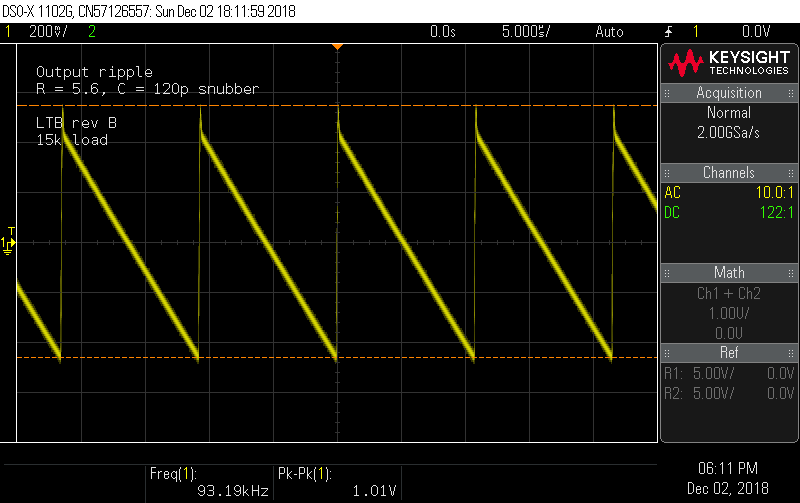 DSO-X 1102G, CN57126557: Sun Dec 02 18:11:59 2018
1 200mV/ 2 0.0s 5.000s/ Auto 1 0.0V
KEYSIGHT
TECHNOLOGIES
Output ripple
R = 5.6, C = 120p snubber
LTB rev B
15k load
T
1
Acquisition
Normal
2.00GSa/s
Channels
AC 10.0:1
DC 122:1
Math
Ch1 + Ch2
1.00V/
0.0V
Ref
R1: 5.00V/ 0.0V
R2: 5.00V/ 0.0V
Freq(1): Pk-Pk(1):
93.19kHz 1.01V
06:11 PM
Dec 02, 2018